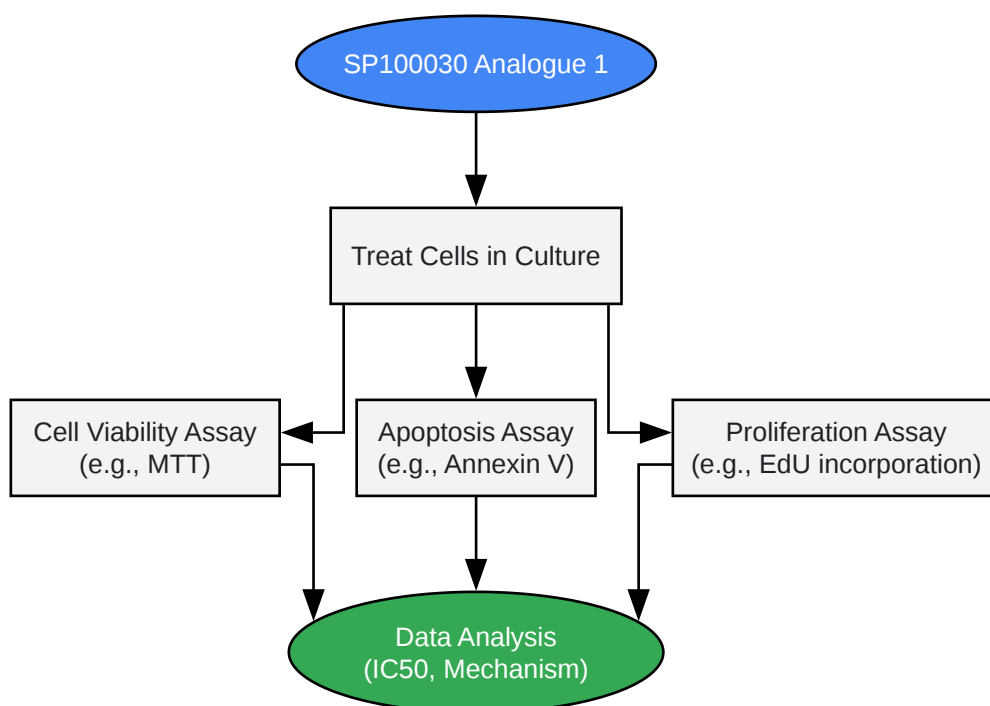 SP100030 Analogue 1
Treat Cells in Culture
Cell Viability Assay
(e.g., MTT)
Apoptosis Assay
(e.g., Annexin V)
Proliferation Assay
(e.g., EdU incorporation)
Data Analysis
(IC50, Mechanism)